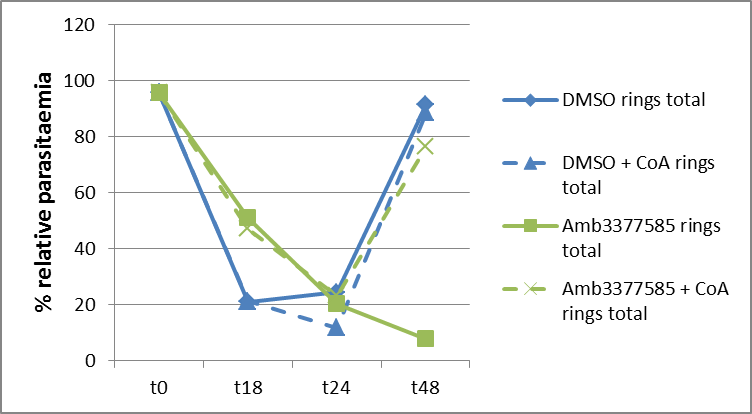 120
100
80
60
40
20
0
% relative parasitaemia
t0 t18 t24 t48
DMSO rings total
DMSO + CoA rings
total
Amb3377585 rings
total
Amb3377585 + CoA
rings total